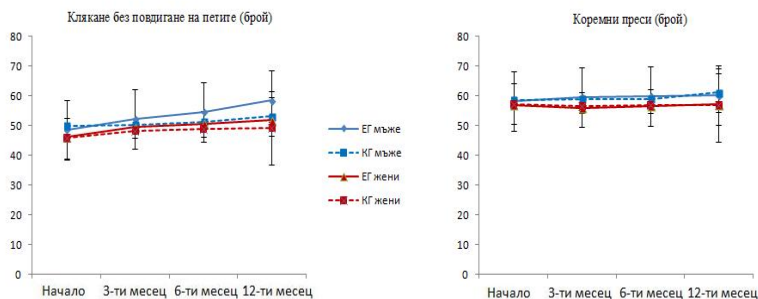 Клякане без повдигане на петите (брой)
80
70
60
50
40
30
20
10
0
Начало 3-ти месец 6-ти месец 12-ти месец
ЕГ мъже
КГ мъже
ЕГ жени
КГ жени
Коремни преси (брой)
80
70
60
50
40
30
20
10
0
Начало 3-ти месец 6-ти месец 12-ти месец